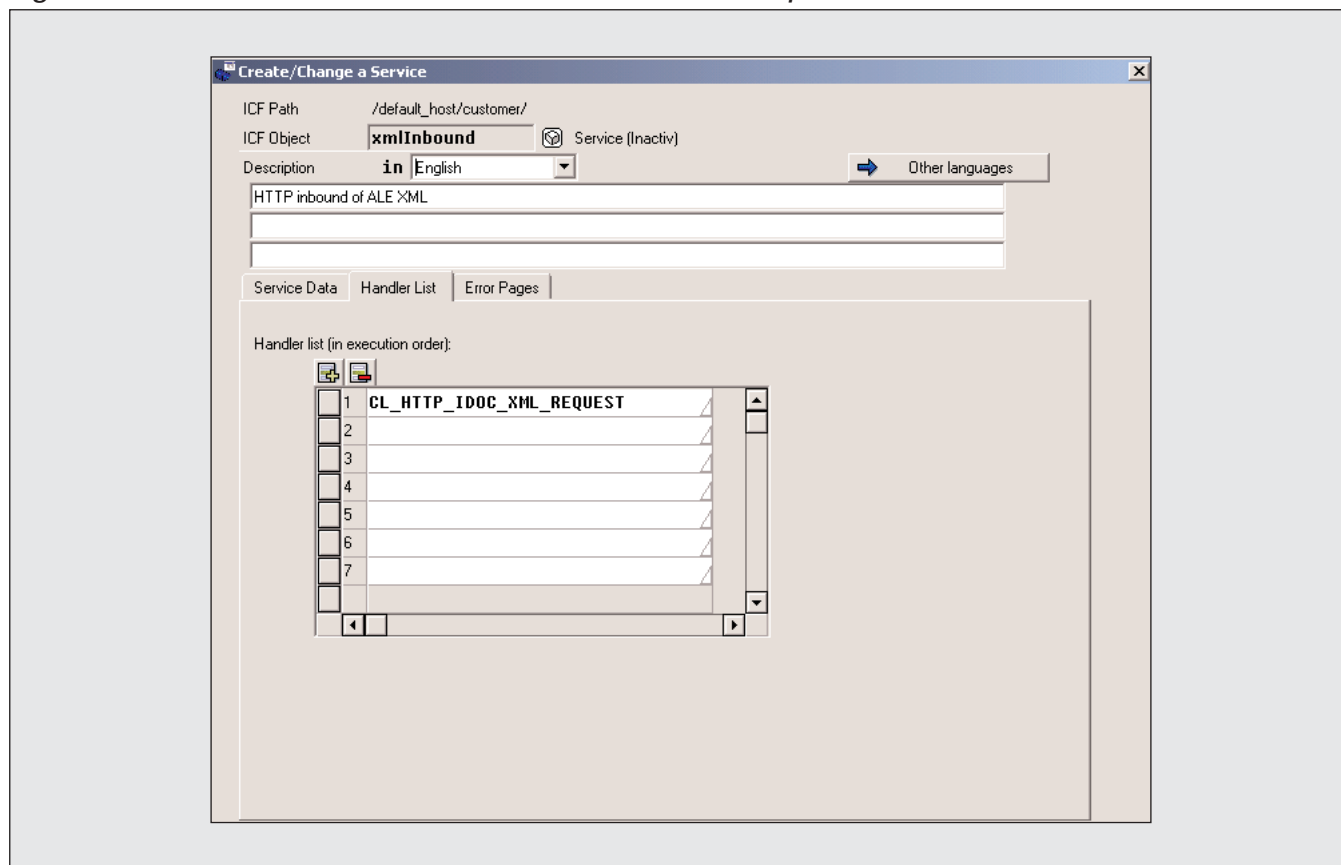 Create/Change a Service
ICF Path /default_host/customer/
ICF Object xmlInbound Service (Inactiv)
Description in English Other languages
HTTP inbound of ALE XML
Service Data Handler List Error Pages
Handler list (in execution order):
1 CL_HTTP_IDOC_XML_REQUEST
2
3
4
5
6
7